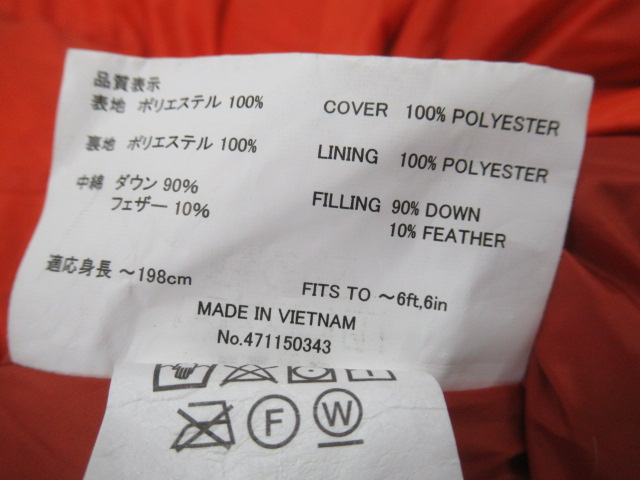 品質表示
表地 ポリエステル 100%
COVER 100% POLYESTER
裏地 ポリエステル 100%
LINING 100% POLYESTER
中綿 ダウン 90%
フェザー 10%
FILLING 90% DOWN
10% FEATHER
適応身長 ～198cm
FITS TO ～6ft,6in
MADE IN VIETNAM
No.471150343
F W